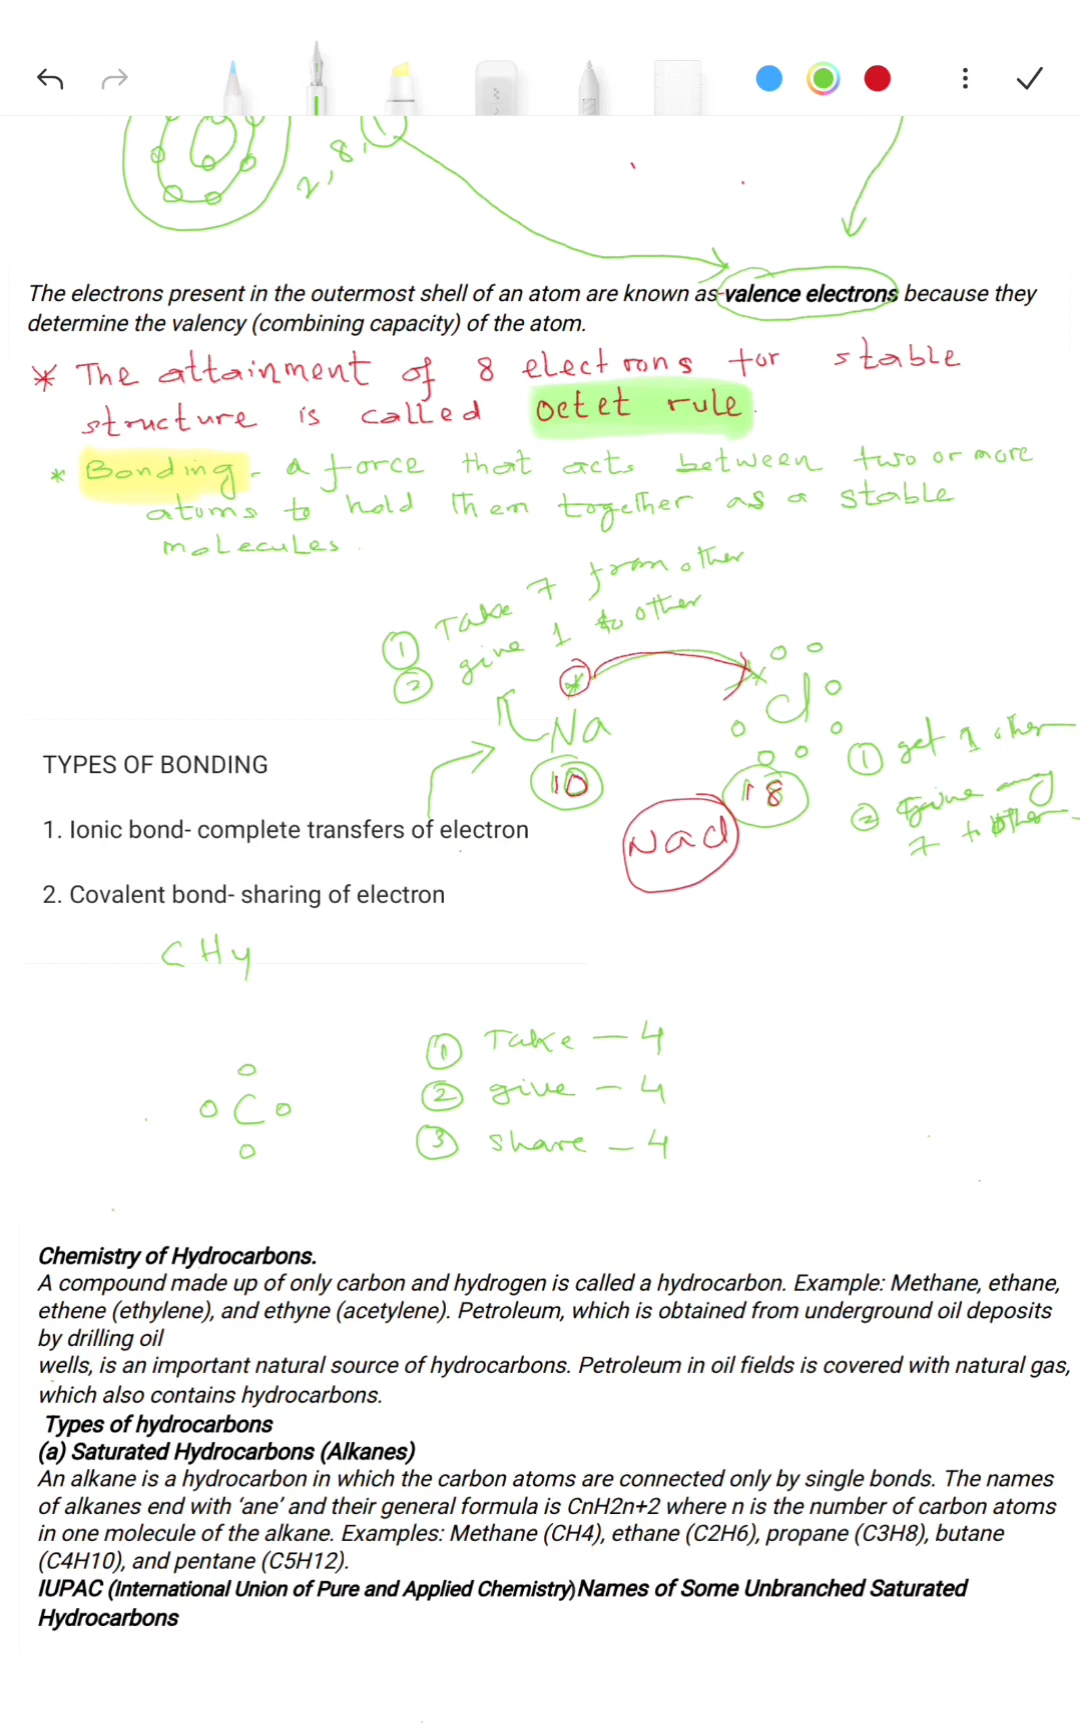 2, 8, 1
The electrons present in the outermost shell of an atom are known as valence electrons because they
determine the valency (combining capacity) of the atom.
* The attainment of 8 electrons for stable
structure is called octet rule.
* Bonding - a force that acts between two or more
atoms to hold them together as a stable
molecules.
① Take 7 from other
② give 1 to other
Na
Cl
10
18
① get 1 other
② give any
7 to other
NaCl
TYPES OF BONDING
1. Ionic bond- complete transfers of electron
2. Covalent bond- sharing of electron
CH4
C
① Take - 4
② give - 4
③ share - 4
Chemistry of Hydrocarbons.
A compound made up of only carbon and hydrogen is called a hydrocarbon. Example: Methane, ethane,
ethene (ethylene), and ethyne (acetylene). Petroleum, which is obtained from underground oil deposits
by drilling oil
wells, is an important natural source of hydrocarbons. Petroleum in oil fields is covered with natural gas,
which also contains hydrocarbons.
Types of hydrocarbons
(a) Saturated Hydrocarbons (Alkanes)
An alkane is a hydrocarbon in which the carbon atoms are connected only by single bonds. The names
of alkanes end with ‘ane’ and their general formula is CnH2n+2 where n is the number of carbon atoms
in one molecule of the alkane. Examples: Methane (CH4), ethane (C2H6), propane (C3H8), butane
(C4H10), and pentane (C5H12).
IUPAC (International Union of Pure and Applied Chemistry) Names of Some Unbranched Saturated
Hydrocarbons